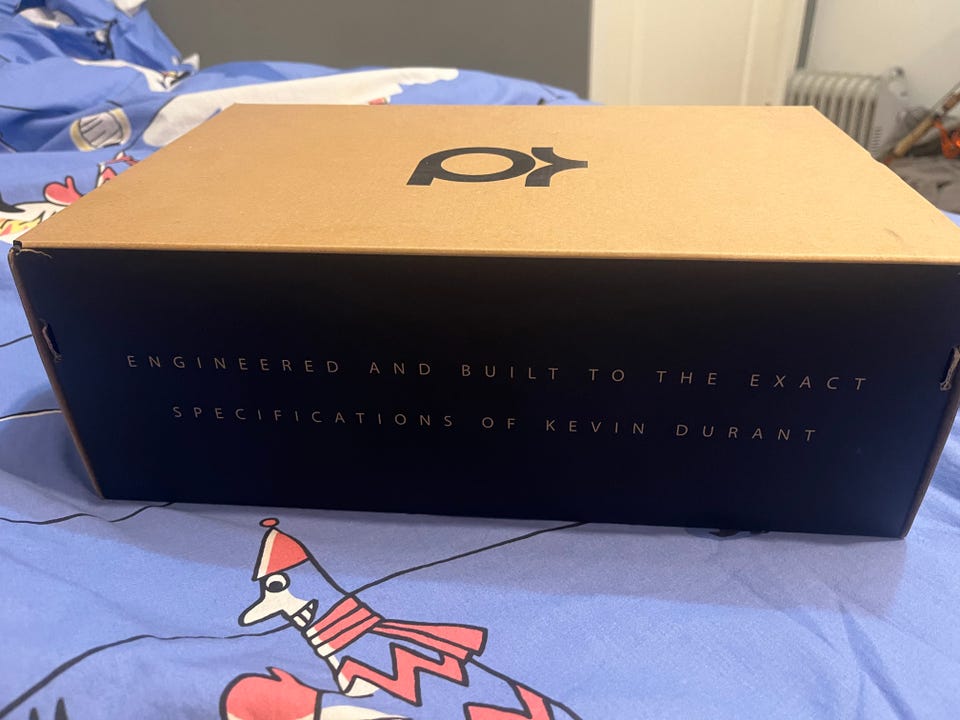 ENGINEERED AND BUILT TO THE EXACT
SPECIFICATIONS OF KEVIN DURANT